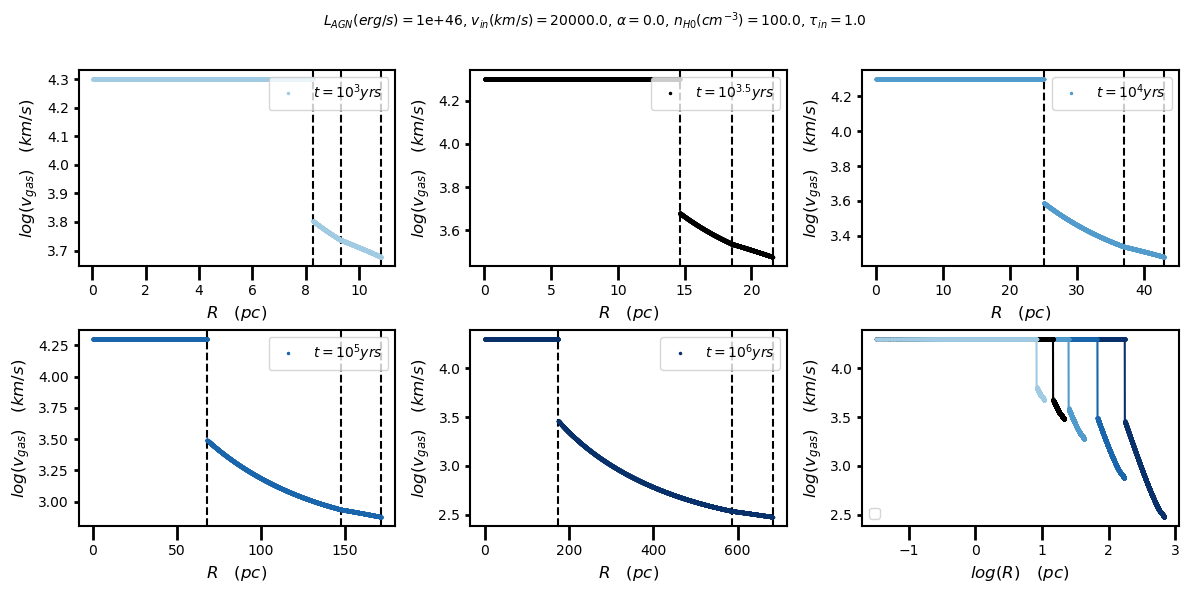 L_AGN(erg/s) = 1e+46, v_in(km/s) = 20000.0, α = 0.0, n_H0(cm^−3) = 100.0, τ_in = 1.0
4.3
4.2
4.1
4.0
3.9
3.8
3.7
log(v_gas) (km/s)
t = 10^3 yrs
0 2 4 6 8 10
R (pc)
4.2
4.0
3.8
3.6
log(v_gas) (km/s)
t = 10^3.5 yrs
0 5 10 15 20
R (pc)
4.2
4.0
3.8
3.6
3.4
log(v_gas) (km/s)
t = 10^4 yrs
0 10 20 30 40
R (pc)
4.25
4.00
3.75
3.50
3.25
3.00
log(v_gas) (km/s)
t = 10^5 yrs
0 50 100 150
R (pc)
4.0
3.5
3.0
2.5
log(v_gas) (km/s)
t = 10^6 yrs
0 200 400 600
R (pc)
4.0
3.5
3.0
2.5
log(v_gas) (km/s)
−1 0 1 2 3
log(R) (pc)